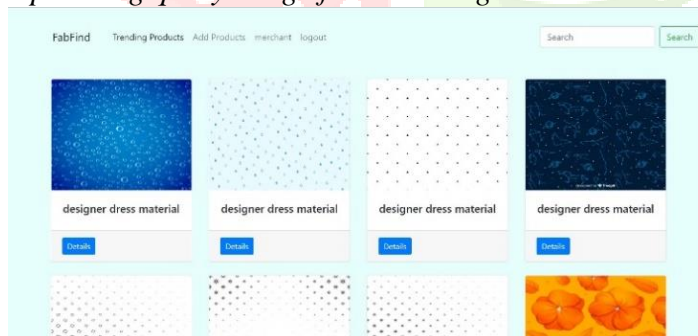 FabFind Trending Products Add Products merchant logout Search Search
designer dress material designer dress material designer dress material designer dress material
Details Details Details Details